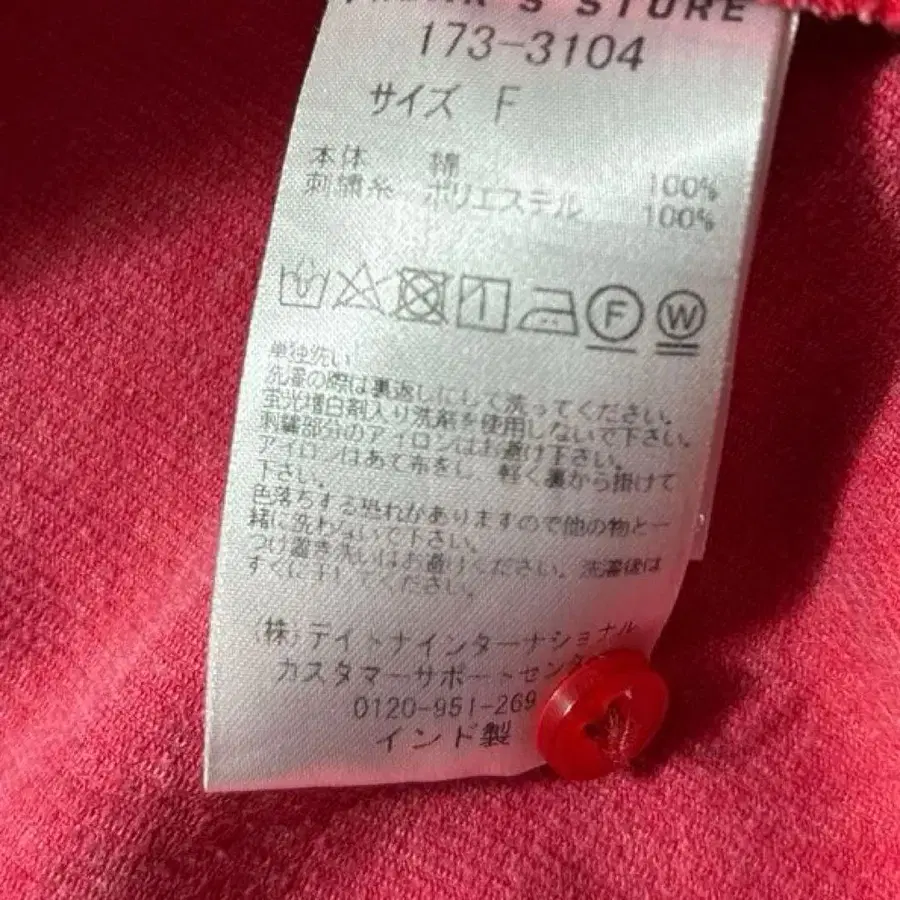 'S STORE
173-3104
サイズ F
本体 綿 100%
刺繍糸 ポリエステル 100%
F W
単独洗い
洗濯の際は裏返しにして洗ってください。
蛍光増白剤入り洗剤を使用しないで下さい。
刺繍部分のアイロンはお避け下さい。
アイロンはあて布をし、軽く裏から掛けて
下さい。
色落ちする恐れがありますので他の物と一
緒に洗わないで下さい。
つけ置き洗いはお避けください。洗濯後は
すぐに干してください。
(株)デイトナインターナショナル
カスタマーサポートセンター
0120-951-269
インド製